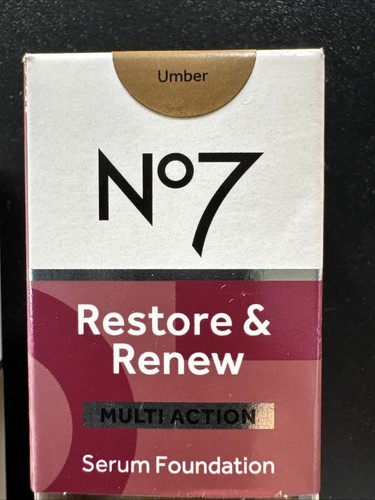 Umber
No7
Restore &
Renew
MULTI ACTION
Serum Foundation